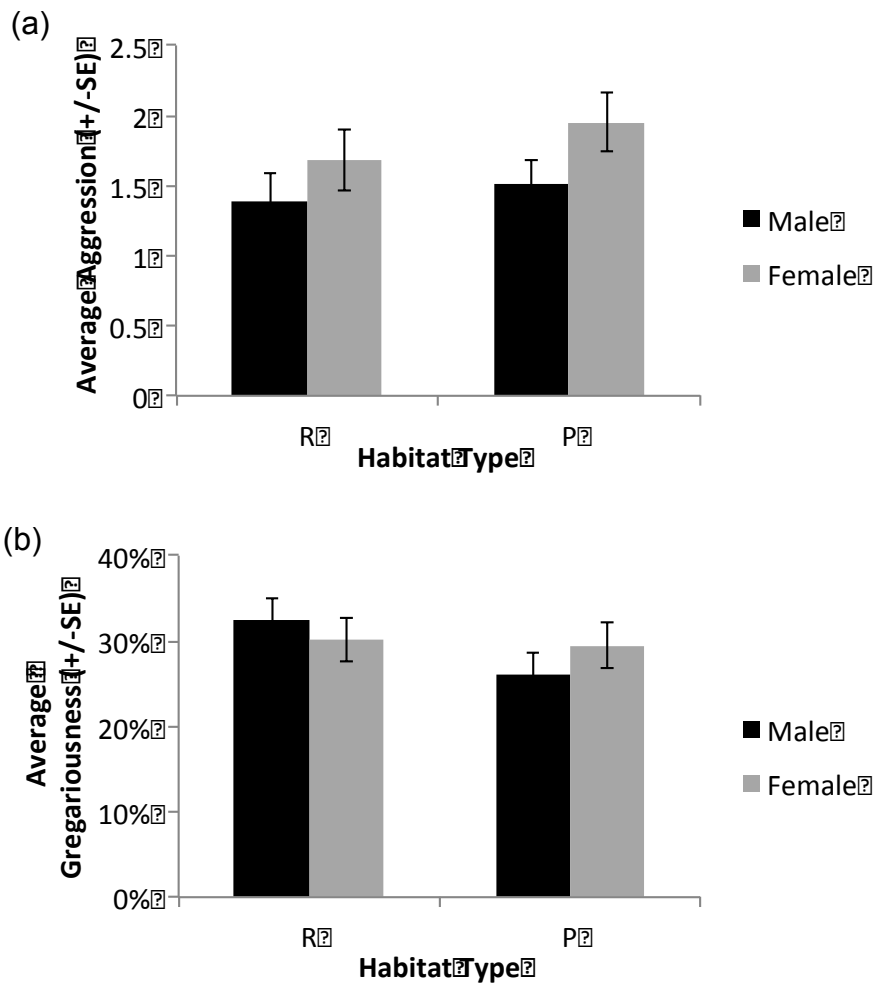 (a)
Average�Aggression�(+/-SE)�
2.5�
2�
1.5�
1�
0.5�
0�
R�
P�
Habitat�Type�
Male�
Female�
(b)
Average��
Gregariousness�(+/-SE)�
40%�
30%�
20%�
10%�
0%�
R�
P�
Habitat�Type�
Male�
Female�